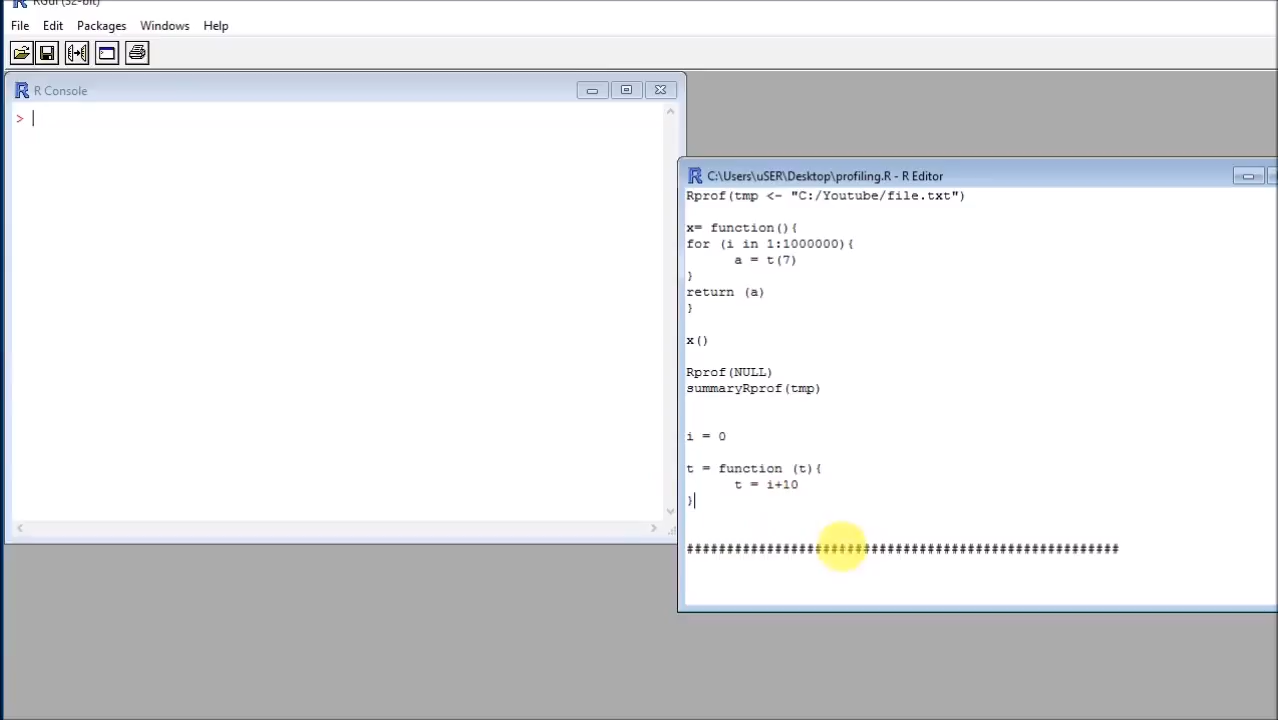 RGui (32-bit)
File Edit Packages Windows Help
R Console
>
C:\Users\uSER\Desktop\profiling.R - R Editor
Rprof(tmp <- "C:/Youtube/file.txt")
x= function(){
for (i in 1:1000000){
a = t(7)
}
return (a)
}
x()
Rprof(NULL)
summaryRprof(tmp)
i = 0
t = function (t){
t = i+10
}
######################################################